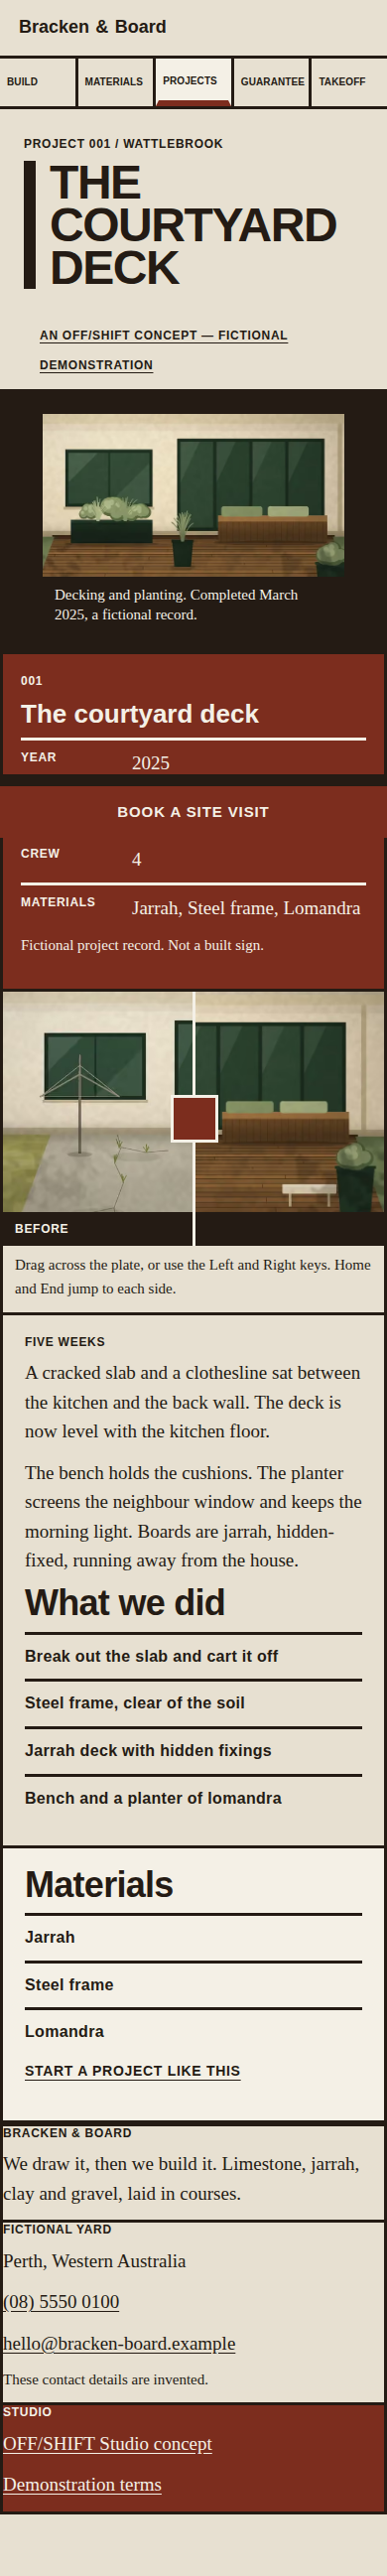 Bracken & Board
BUILD
MATERIALS
PROJECTS
GUARANTEE
TAKEOFF
PROJECT 001 / WATTLEBROOK
THE
COURTYARD
DECK
AN OFF/SHIFT CONCEPT — FICTIONAL
DEMONSTRATION
Decking and planting. Completed March
2025, a fictional record.
001
The courtyard deck
YEAR
2025
BOOK A SITE VISIT
CREW
4
MATERIALS
Jarrah, Steel frame, Lomandra
Fictional project record. Not a built sign.
BEFORE
Drag across the plate, or use the Left and Right keys. Home
and End jump to each side.
FIVE WEEKS
A cracked slab and a clothesline sat between
the kitchen and the back wall. The deck is
now level with the kitchen floor.
The bench holds the cushions. The planter
screens the neighbour window and keeps the
morning light. Boards are jarrah, hidden-
fixed, running away from the house.
What we did
Break out the slab and cart it off
Steel frame, clear of the soil
Jarrah deck with hidden fixings
Bench and a planter of lomandra
Materials
Jarrah
Steel frame
Lomandra
START A PROJECT LIKE THIS
BRACKEN & BOARD
We draw it, then we build it. Limestone, jarrah,
clay and gravel, laid in courses.
FICTIONAL YARD
Perth, Western Australia
(08) 5550 0100
hello@bracken-board.example
These contact details are invented.
STUDIO
OFF/SHIFT Studio concept
Demonstration terms